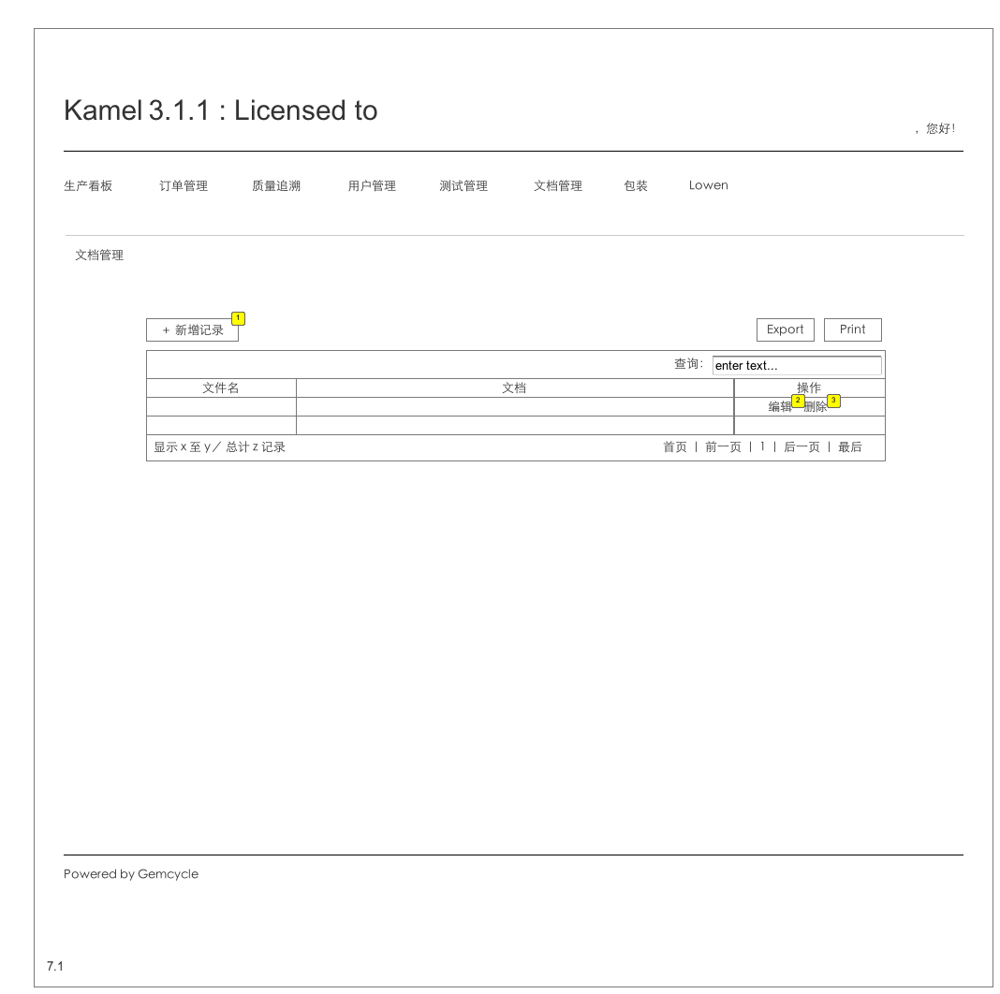 Kamel 3.1.1 : Licensed to
，您好！
生产看板 订单管理 质量追溯 用户管理 测试管理 文档管理 包装 Lowen
文档管理
+ 新增记录 1 Export Print
查询： enter text...
文件名 文档 操作
编辑 2 删除 3
显示 x 至 y／ 总计 z 记录 首页 | 前一页 | 1 | 后一页 | 最后
Powered by Gemcycle
7.1